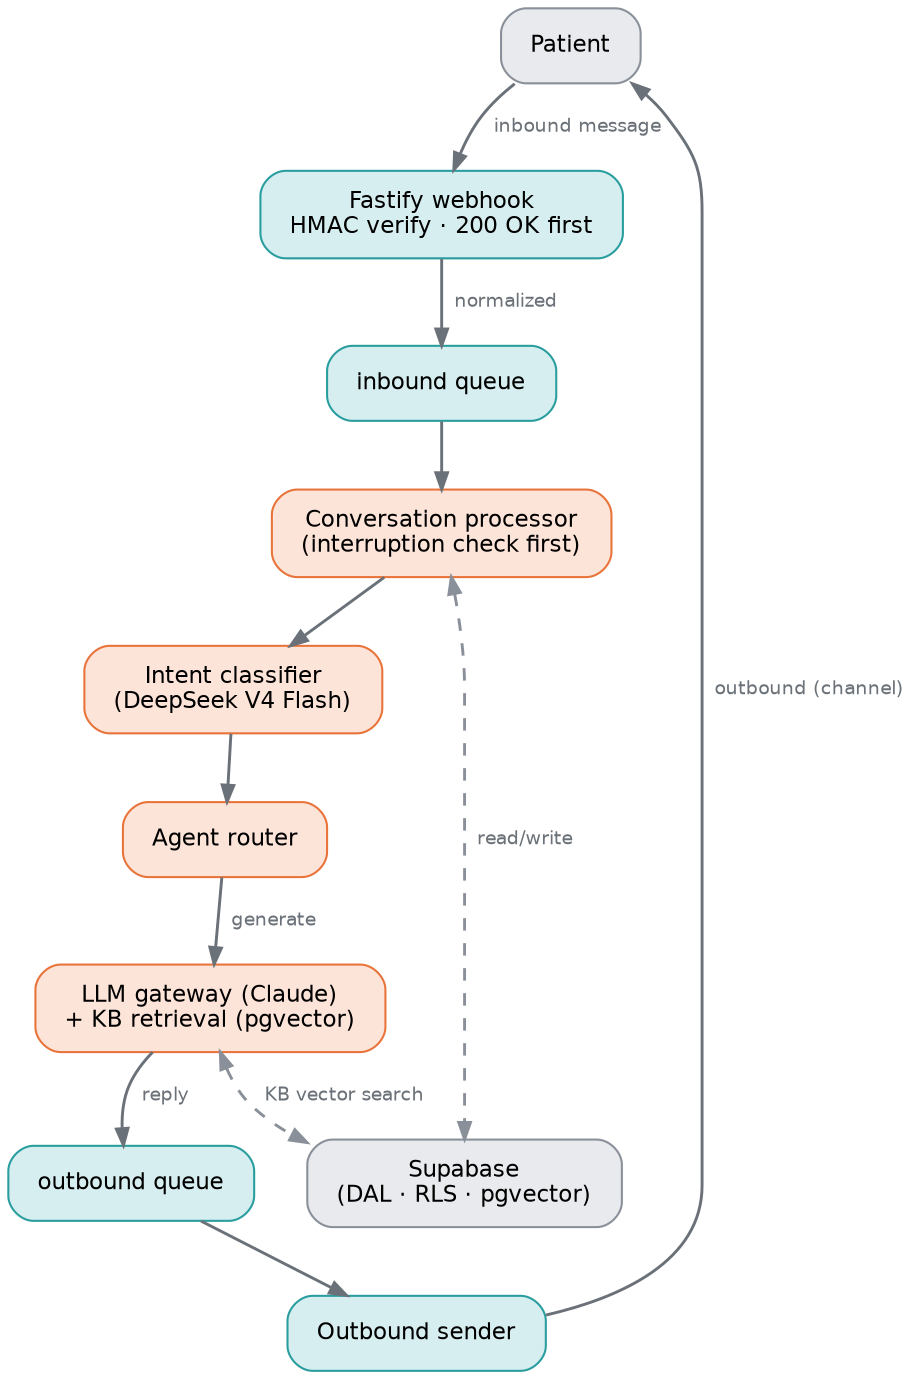 Patient
inbound message
Fastify webhook
HMAC verify · 200 OK first
normalized
inbound queue
Conversation processor
(interruption check first)
Intent classifier
(DeepSeek V4 Flash)
outbound (channel)
Agent router
read/write
generate
LLM gateway (Claude)
+ KB retrieval (pgvector)
reply
KB vector search
outbound queue
Supabase
(DAL · RLS · pgvector)
Outbound sender